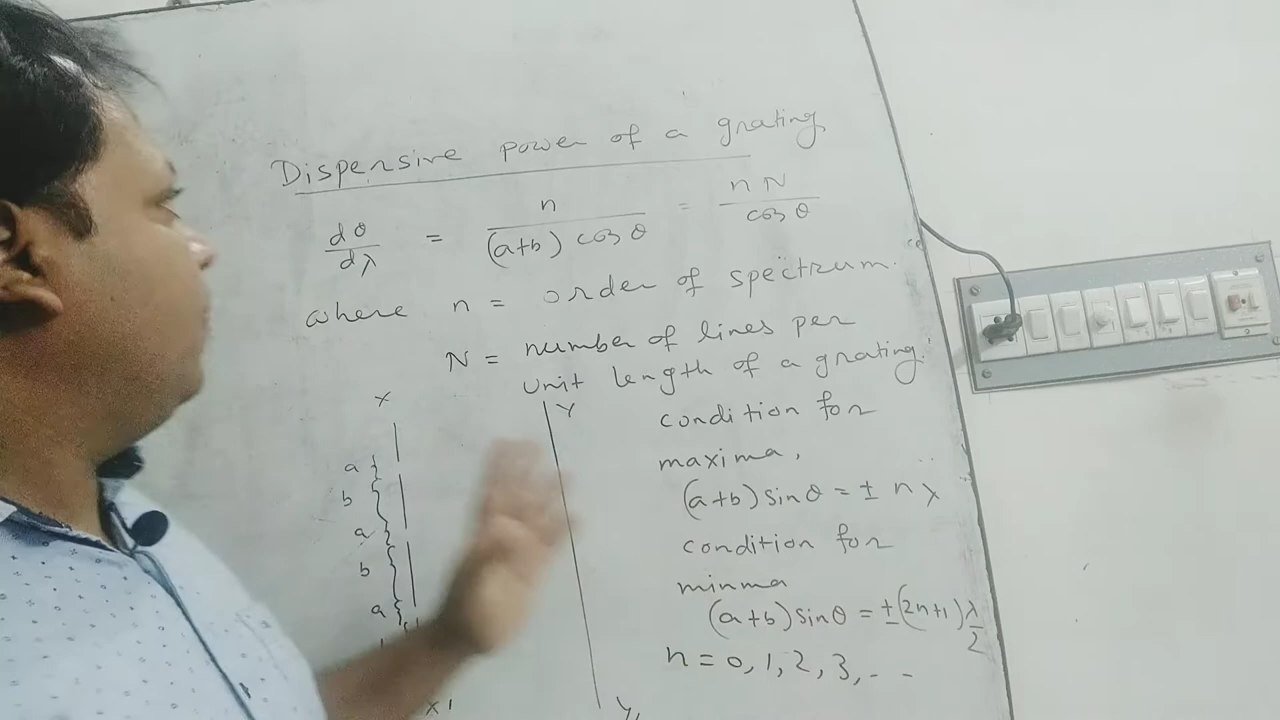 Dispersive power of a grating
dθ/dλ = n/((a+b) cos θ) = nN/cos θ
where n = order of spectrum.
N = number of lines per
unit length of a grating.
X
Y
a
b
a
b
a
X'
Y'
condition for
maxima,
(a+b) sin θ = ± nλ
condition for
minma
(a+b) sin θ = ±(2n+1) λ/2
n = 0, 1, 2, 3, - -